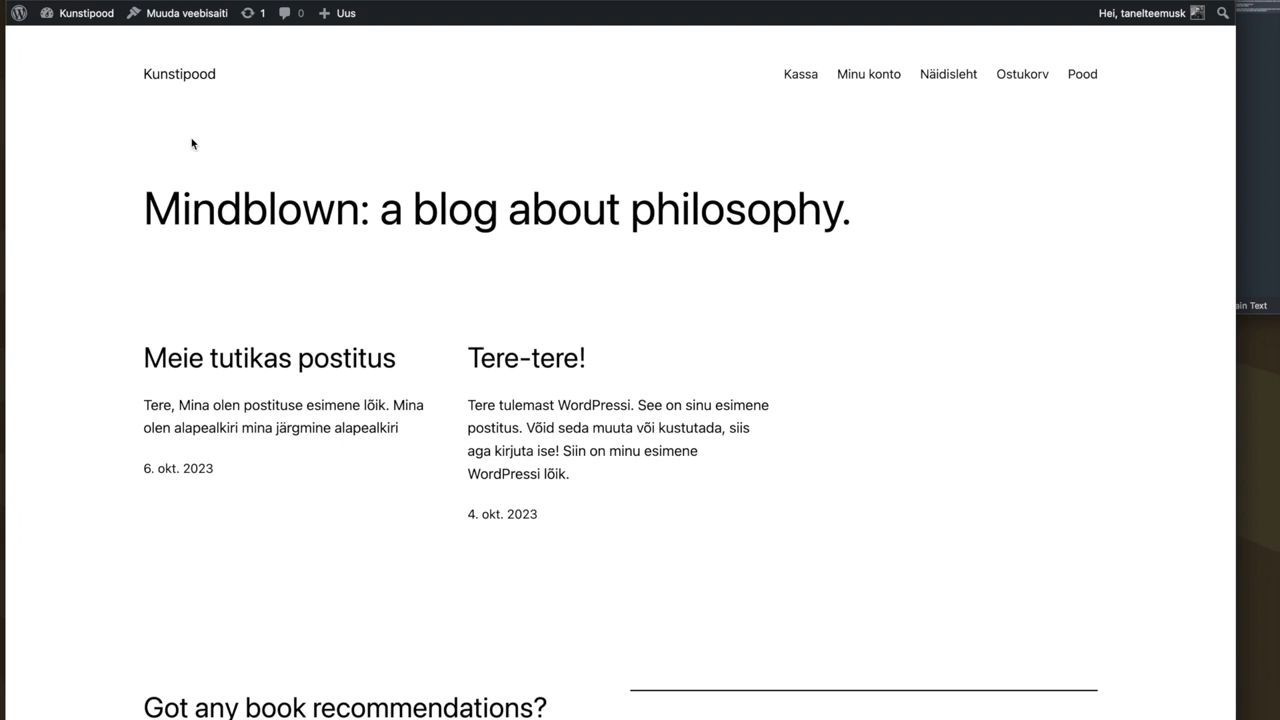 Kunstipood Muuda veebisaiti 1 0 Uus Hei, tanelteemusk
Kunstipood
Kassa Minu konto Näidisleht Ostukorv Pood
Mindblown: a blog about philosophy.
Meie tutikas postitus
Tere, Mina olen postituse esimene lõik. Mina
olen alapealkiri mina järgmine alapealkiri
6. okt. 2023
Tere-tere!
Tere tulemast WordPressi. See on sinu esimene
postitus. Võid seda muuta või kustutada, siis
aga kirjuta ise! Siin on minu esimene
WordPressi lõik.
4. okt. 2023
Got any book recommendations?
Text